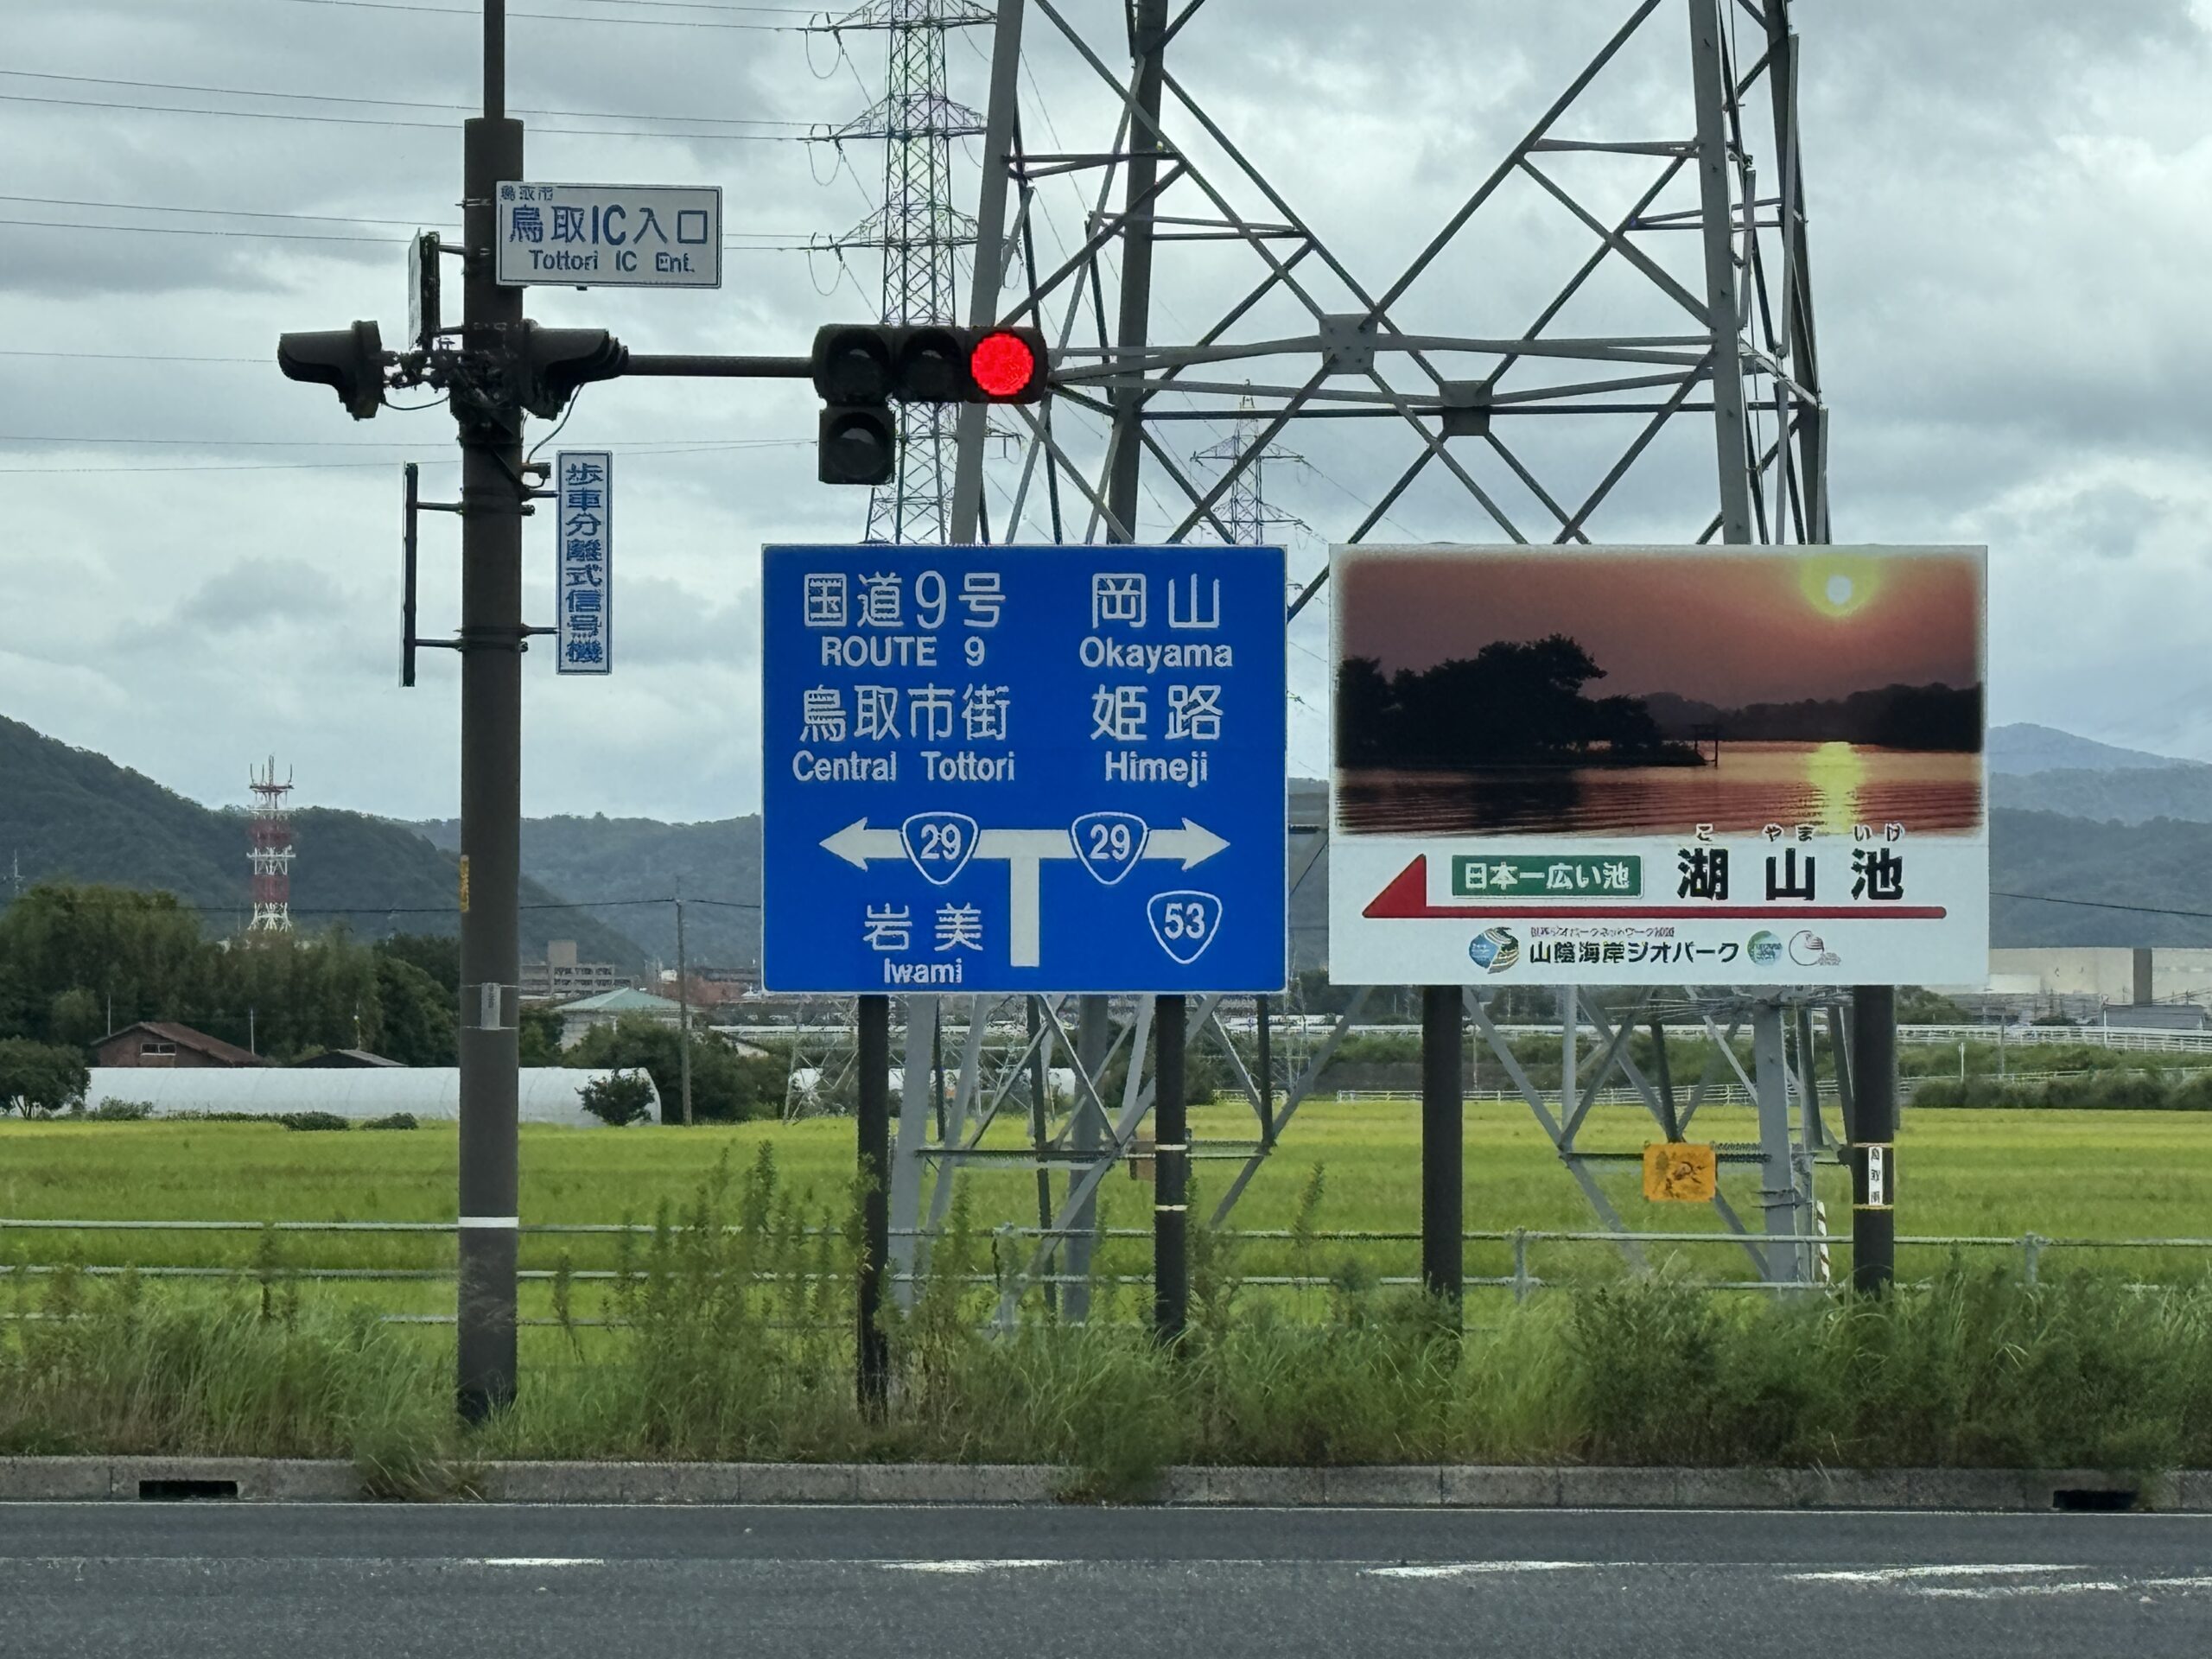 鳥取市
鳥取IC入口
Tottori IC Ent.
歩車分離式信号機
国道9号
ROUTE 9
鳥取市街
Central Tottori
岡山
Okayama
姫路
Himeji
29
29
岩美
Iwami
53
こ やま いけ
日本一広い池 湖山池
山陰海岸ジオパーク